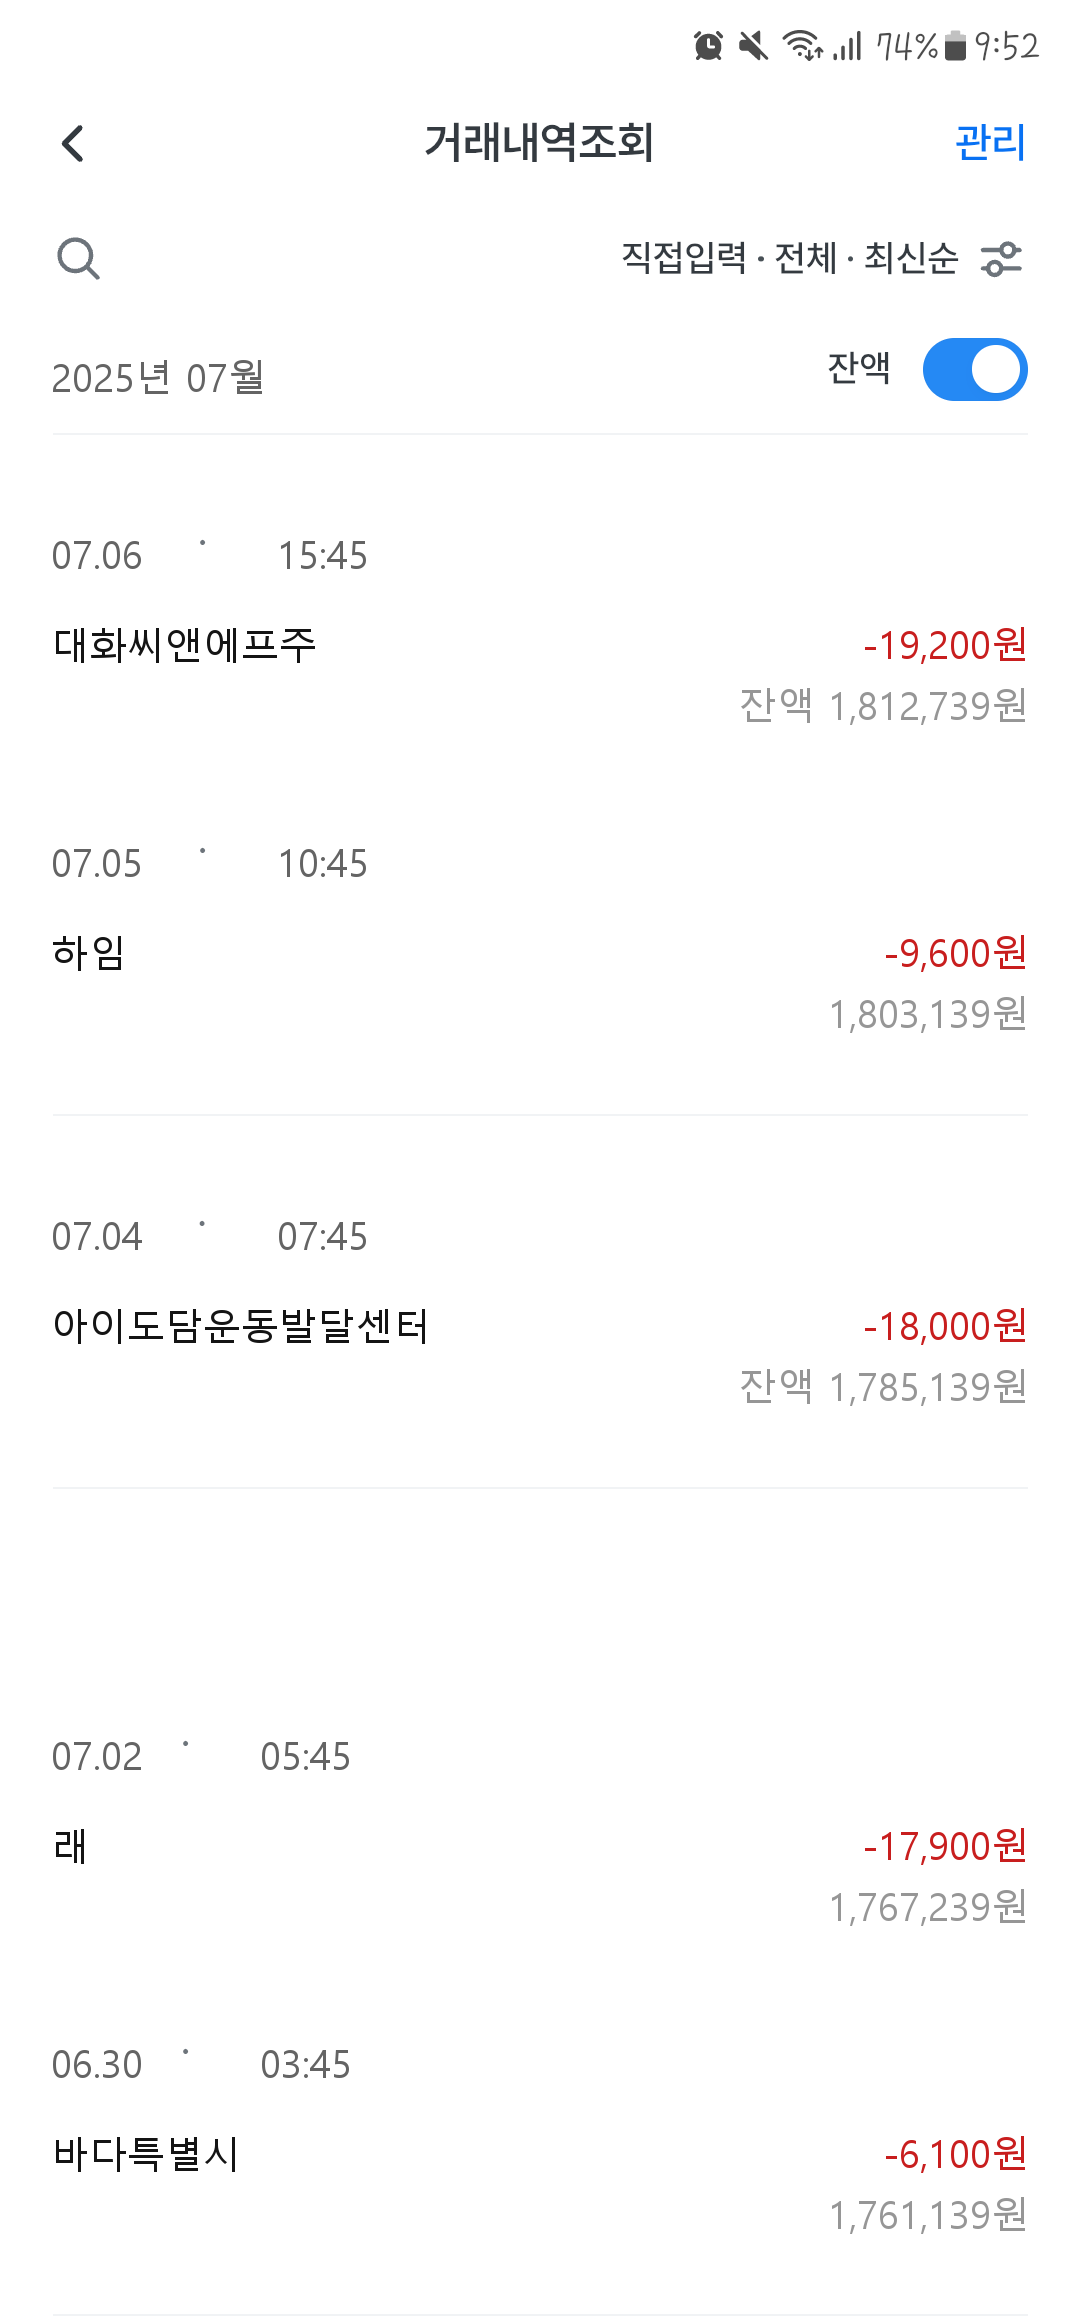 74% 9:52
거래내역조회 관리
직접입력 · 전체 · 최신순
2025년 07월 잔액
07.06 · 15:45
대화씨앤에프주 -19,200원
잔액 1,812,739원
07.05 · 10:45
하임 -9,600원
1,803,139원
07.04 · 07:45
아이도담운동발달센터 -18,000원
잔액 1,785,139원
07.02 · 05:45
래 -17,900원
1,767,239원
06.30 · 03:45
바다특별시 -6,100원
1,761,139원